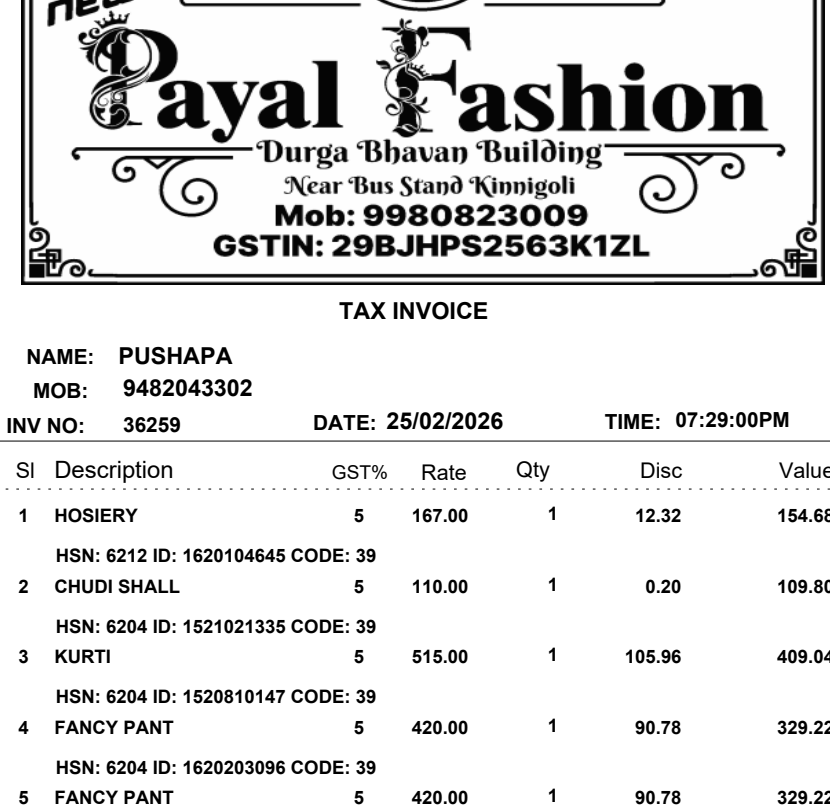 new
Payal Fashion
Durga Bhavan Building
Near Bus Stand Kinnigoli
Mob: 9980823009
GSTIN: 29BJHPS2563K1ZL
TAX INVOICE
NAME: PUSHAPA
MOB: 9482043302
INV NO: 36259 DATE: 25/02/2026 TIME: 07:29:00PM
Sl Description GST% Rate Qty Disc Value
1 HOSIERY 5 167.00 1 12.32 154.68
HSN: 6212 ID: 1620104645 CODE: 39
2 CHUDI SHALL 5 110.00 1 0.20 109.80
HSN: 6204 ID: 1521021335 CODE: 39
3 KURTI 5 515.00 1 105.96 409.04
HSN: 6204 ID: 1520810147 CODE: 39
4 FANCY PANT 5 420.00 1 90.78 329.22
HSN: 6204 ID: 1620203096 CODE: 39
5 FANCY PANT 5 420.00 1 90.78 329.22